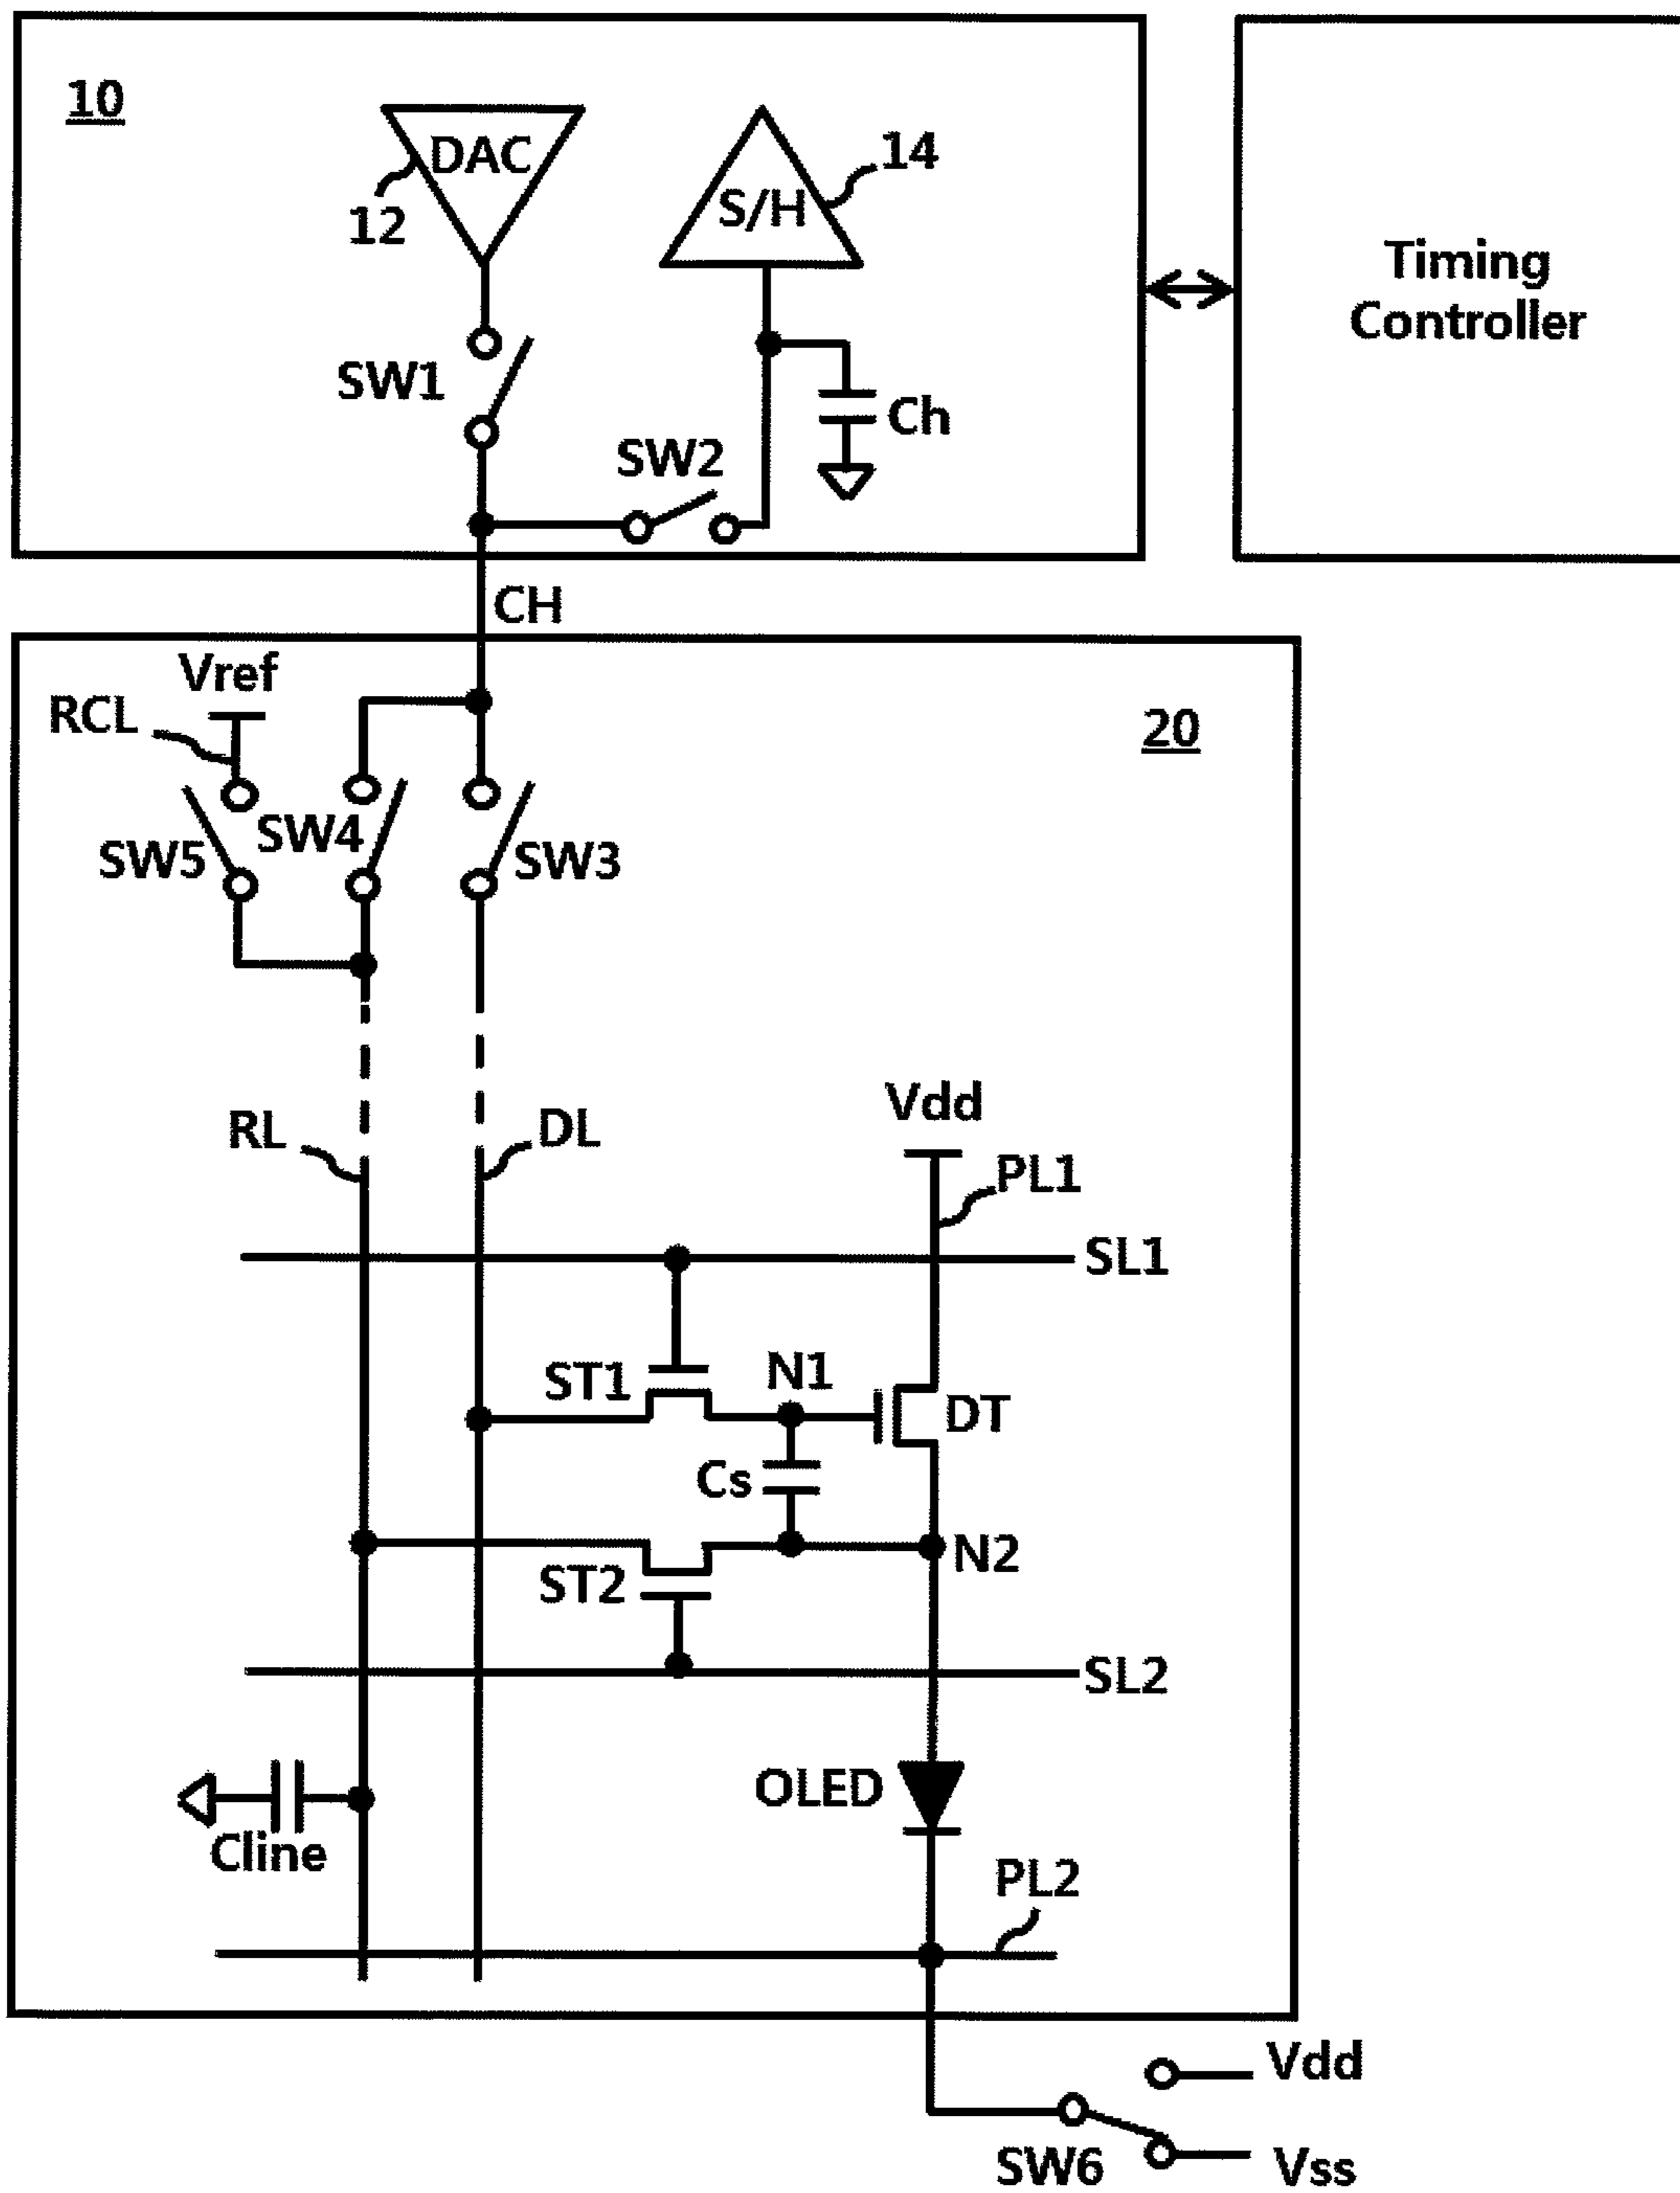 10
DAC
12
S/H
14
Timing
Controller
SW1
Ch
SW2
CH
Vref
RCL
20
SW5
SW4
SW3
RL
DL
Vdd
PL1
SL1
ST1
N1
DT
Cs
ST2
N2
SL2
OLED
Cline
PL2
Vdd
SW6
Vss